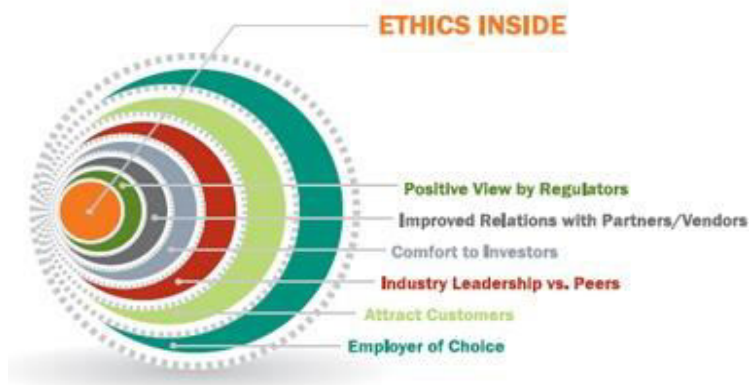 ETHICS INSIDE
Positive View by Regulators
Improved Relations with Partners/Vendors
Comfort to Investors
Industry Leadership vs. Peers
Attract Customers
Employer of Choice